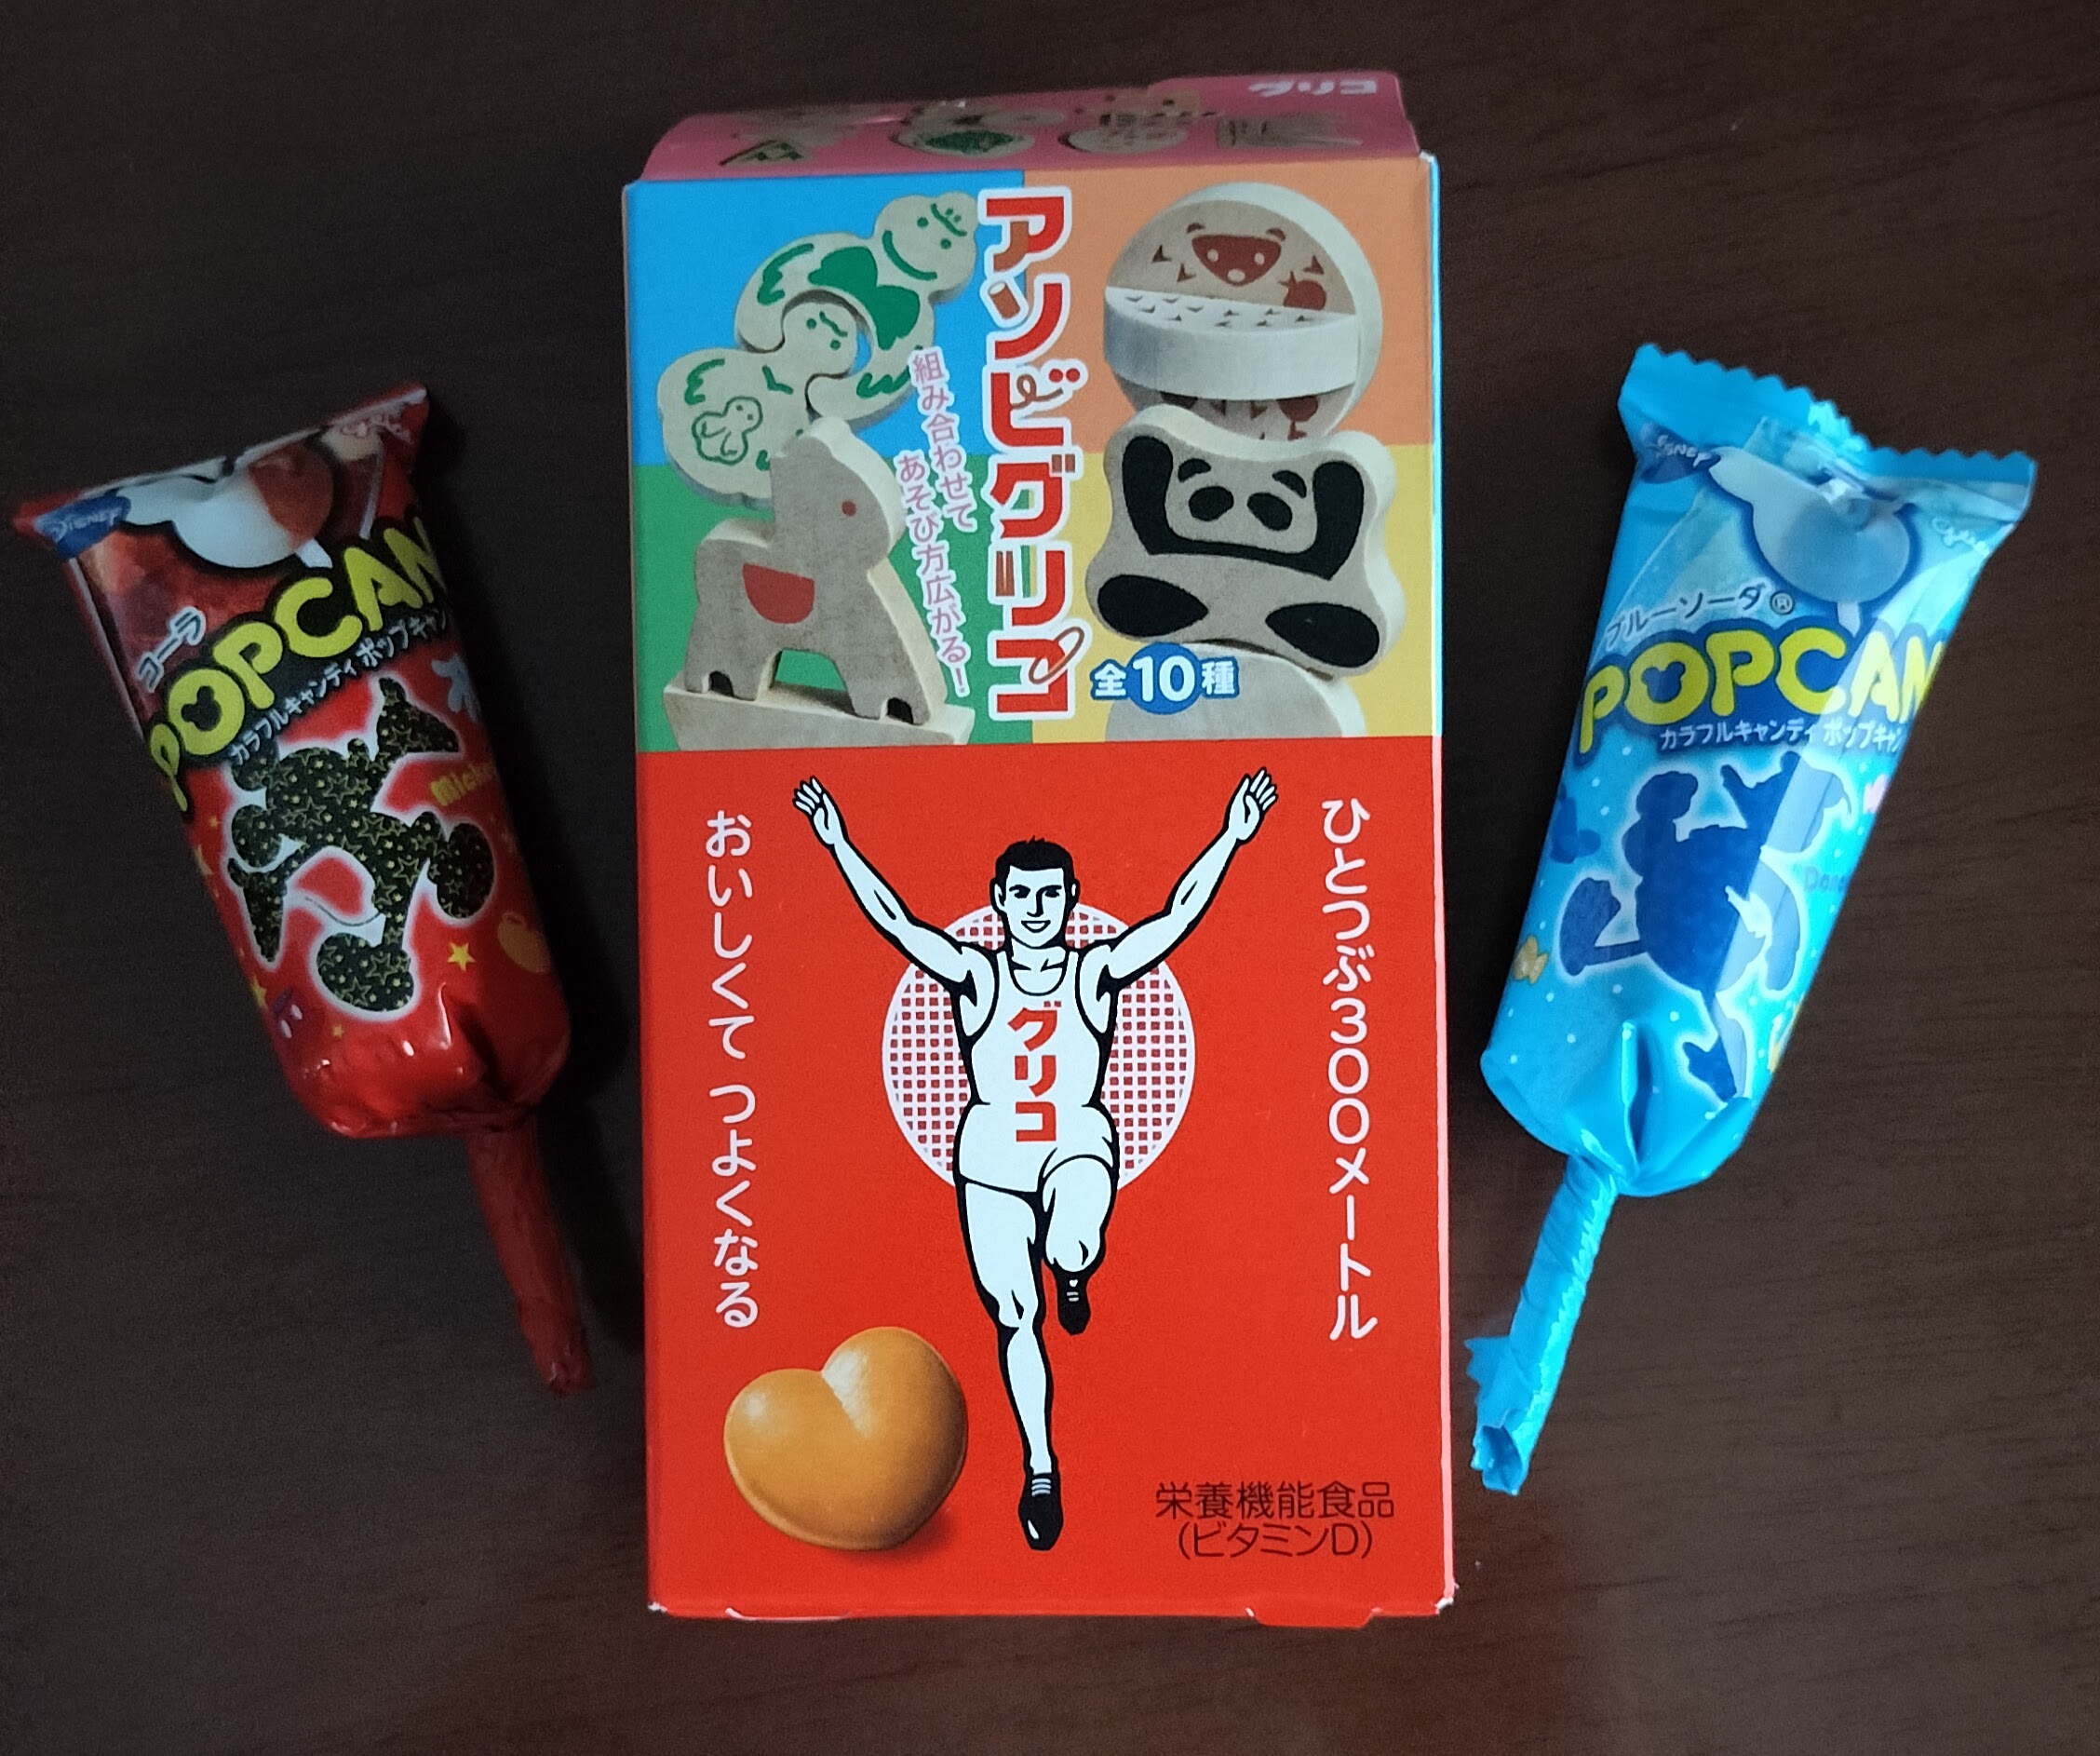 DISNEY
コーラ
POPCAN
カラフルキャンディ ポップキャン
グリコ
アソビグリコ
組み合わせて
あそび方広がる!
全10種
ひとつぶ300メートル
おいしくて つよくなる
グリコ
栄養機能食品
(ビタミンD)
DISNEY
Glico
ブルーソーダ®
POPCAN
カラフルキャンディ ポップキャン